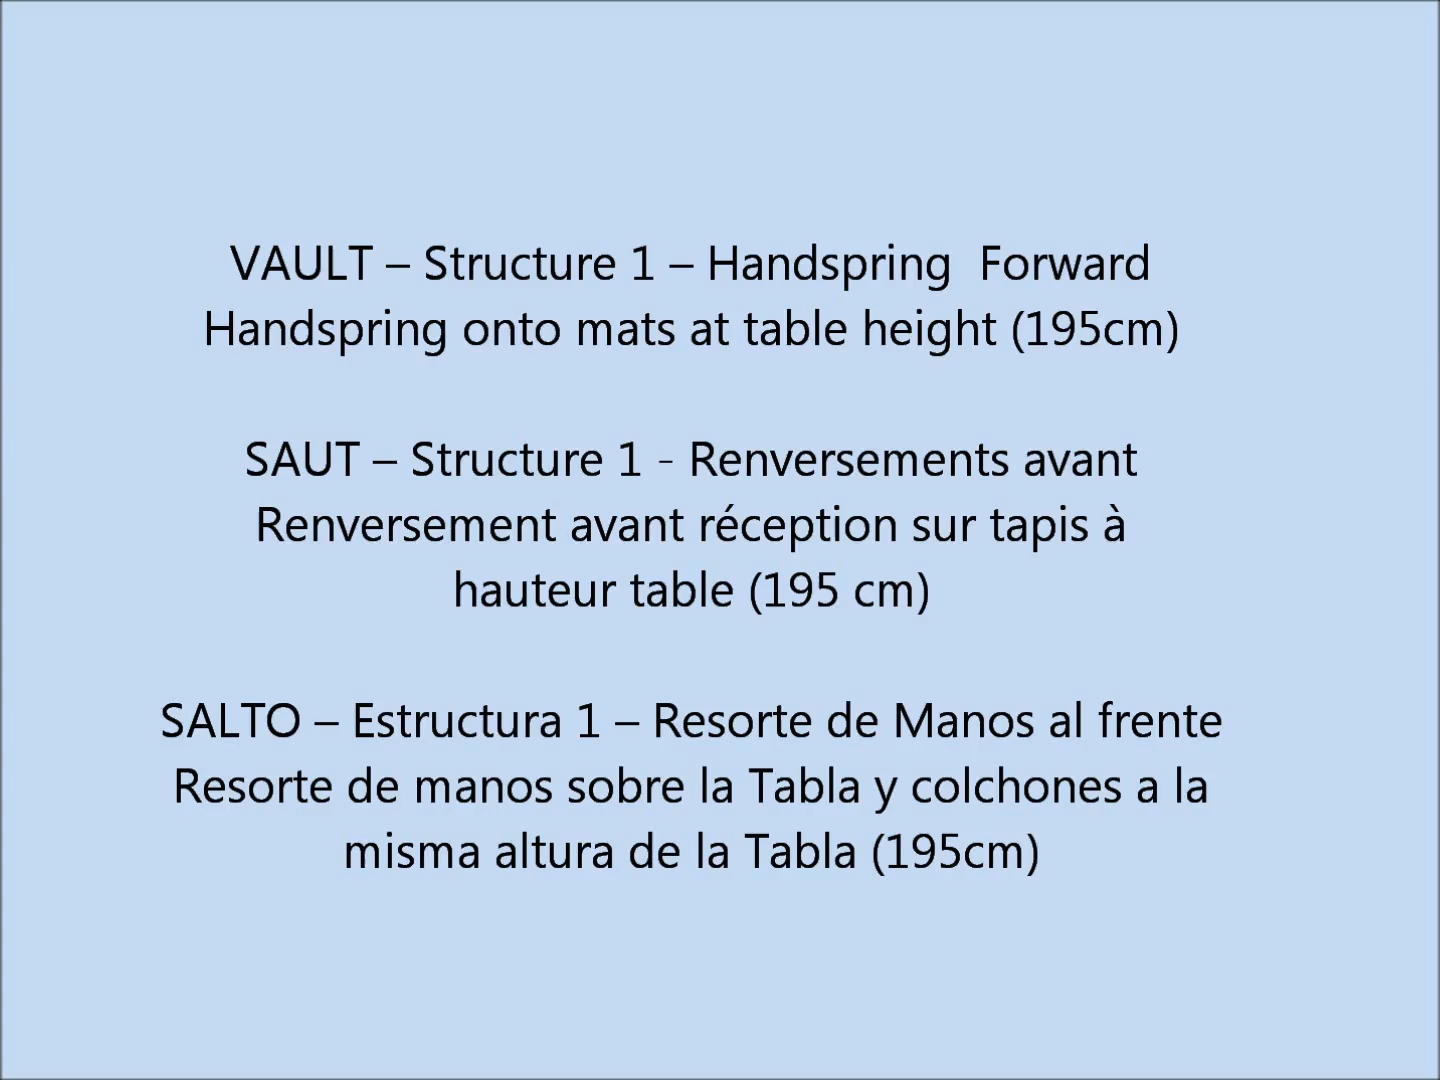 VAULT – Structure 1 – Handspring  Forward
Handspring onto mats at table height (195cm)
SAUT – Structure 1 - Renversements avant
Renversement avant réception sur tapis à
hauteur table (195 cm)
SALTO – Estructura 1 – Resorte de Manos al frente
Resorte de manos sobre la Tabla y colchones a la
misma altura de la Tabla (195cm)